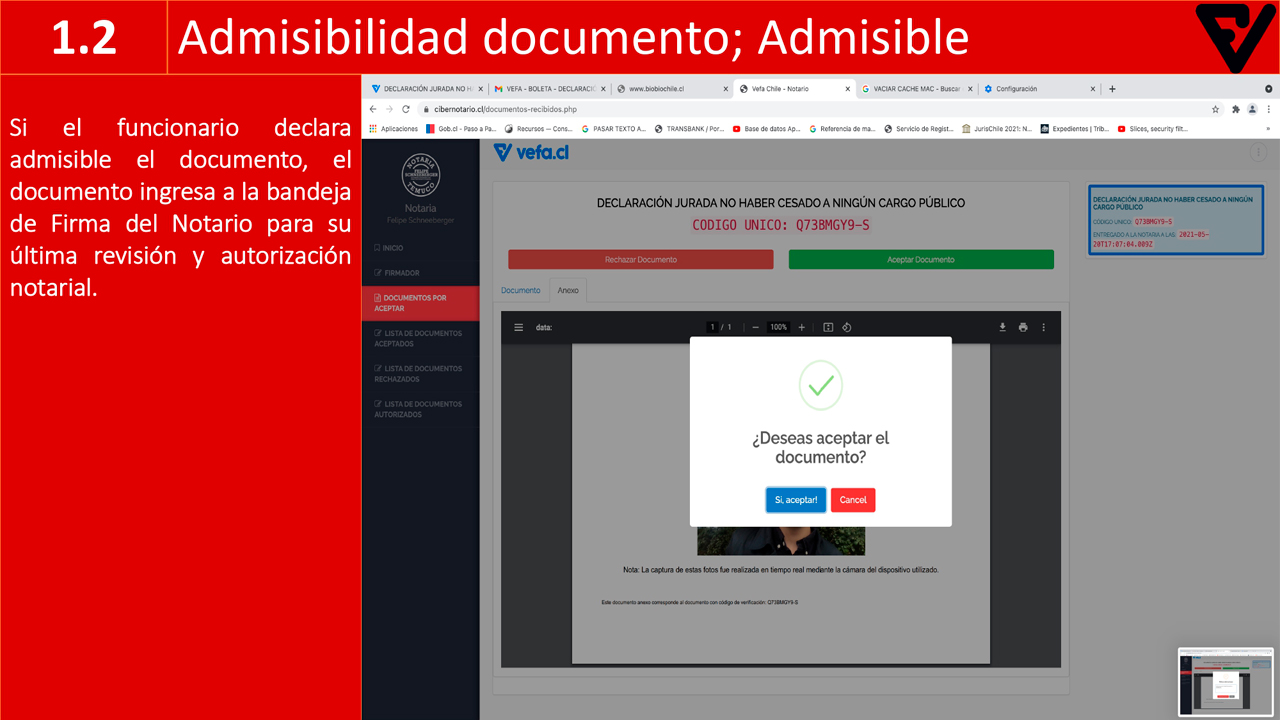 1.2
Admisibilidad documento; Admisible
Si el funcionario declara
admisible el documento, el
documento ingresa a la bandeja
de Firma del Notario para su
última revisión y autorización
notarial.
DECLARACIÓN JURADA NO H
VEFA - BOLETA - DECLARACIÓ
www.biobiochile.cl
Vefa Chile - Notario
VACIAR CACHE MAC - Buscar
Configuración
cibernotario.cl/documentos-recibidos.php
Aplicaciones
Gob.cl - Paso a Pa...
Recursos — Cons...
PASAR TEXTO A...
TRANSBANK / Por...
Base de datos Ap...
Referencia de ma...
Servicio de Regist...
JurisChile 2021: N...
Expedientes | Trib...
Slices, security filt...
NOTARIA
FELIPE
SCHNEEBERGER
TEMUCO
Notaria
Felipe Schneeberger
INICIO
FIRMADOR
DOCUMENTOS POR
ACEPTAR
LISTA DE DOCUMENTOS
ACEPTADOS
LISTA DE DOCUMENTOS
RECHAZADOS
LISTA DE DOCUMENTOS
AUTORIZADOS
vefa.cl
DECLARACIÓN JURADA NO HABER CESADO A NINGÚN CARGO PÚBLICO
CODIGO UNICO: Q73BMGY9-S
Rechazar Documento
Aceptar Documento
Documento
Anexo
data:
1 / 1
100%
¿Deseas aceptar el
documento?
Si, aceptar!
Cancel
Nota: La captura de estas fotos fue realizada en tiempo real mediante la cámara del dispositivo utilizado.
Este documento anexo corresponde al documento con código de verificación: Q73BMGY9-S
DECLARACIÓN JURADA NO HABER CESADO A NINGÚN
CARGO PÚBLICO
CODIGO UNICO: Q73BMGY9-S
ENTREGADO A LA NOTARIA A LAS: 2021-05-
20T17:07:04.009Z